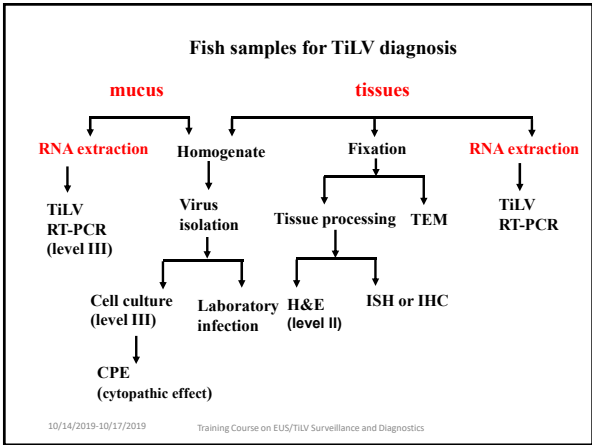 Fish samples for TiLV diagnosis
mucus
tissues
RNA extraction
Homogenate
Fixation
RNA extraction
TiLV
RT-PCR
(level III)
Virus
isolation
Tissue processing
TEM
TiLV
RT-PCR
Cell culture
(level III)
Laboratory
infection
H&E
(level II)
ISH or IHC
CPE
(cytopathic effect)
10/14/2019-10/17/2019
Training Course on EUS/TiLV Surveillance and Diagnostics